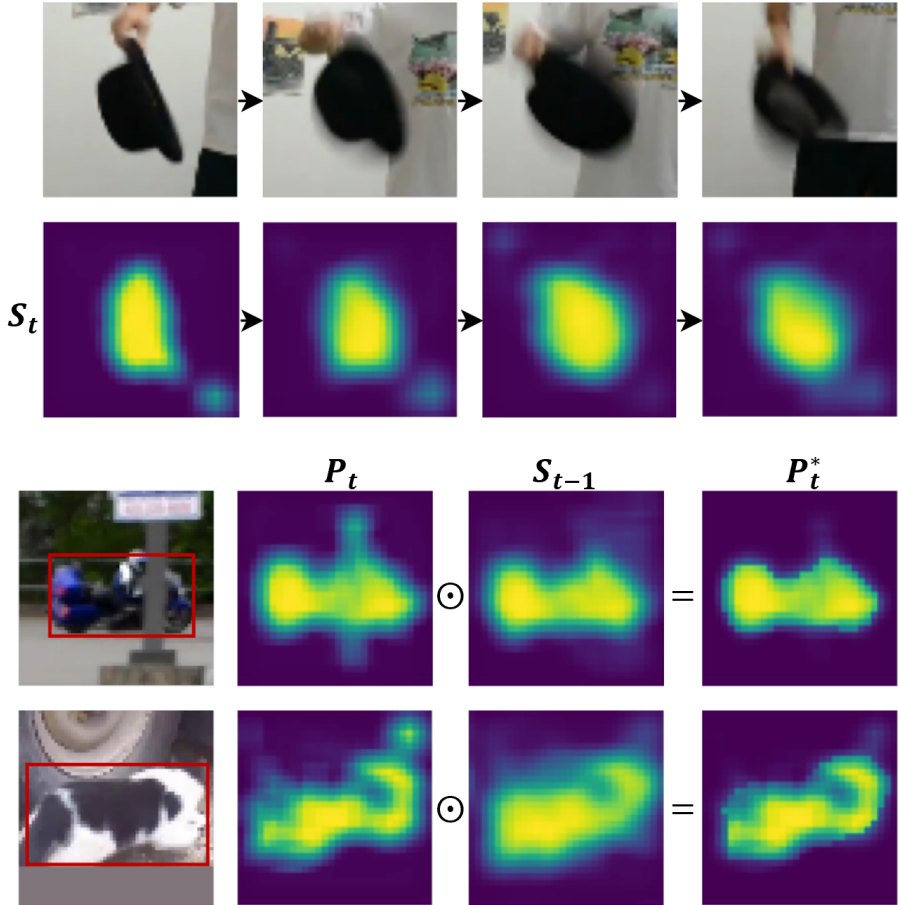 S_t
P_t S_{t-1} P_t^*
⊙ =
⊙ =